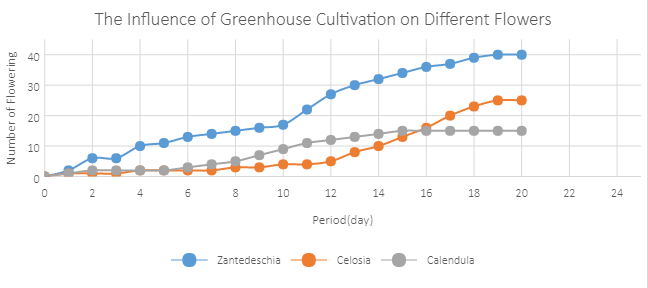 The Influence of Greenhouse Cultivation on Different Flowers
Number of Flowering
40
30
20
10
0
0 2 4 6 8 10 12 14 16 18 20 22 24
Period(day)
Zantedeschia Celosia Calendula